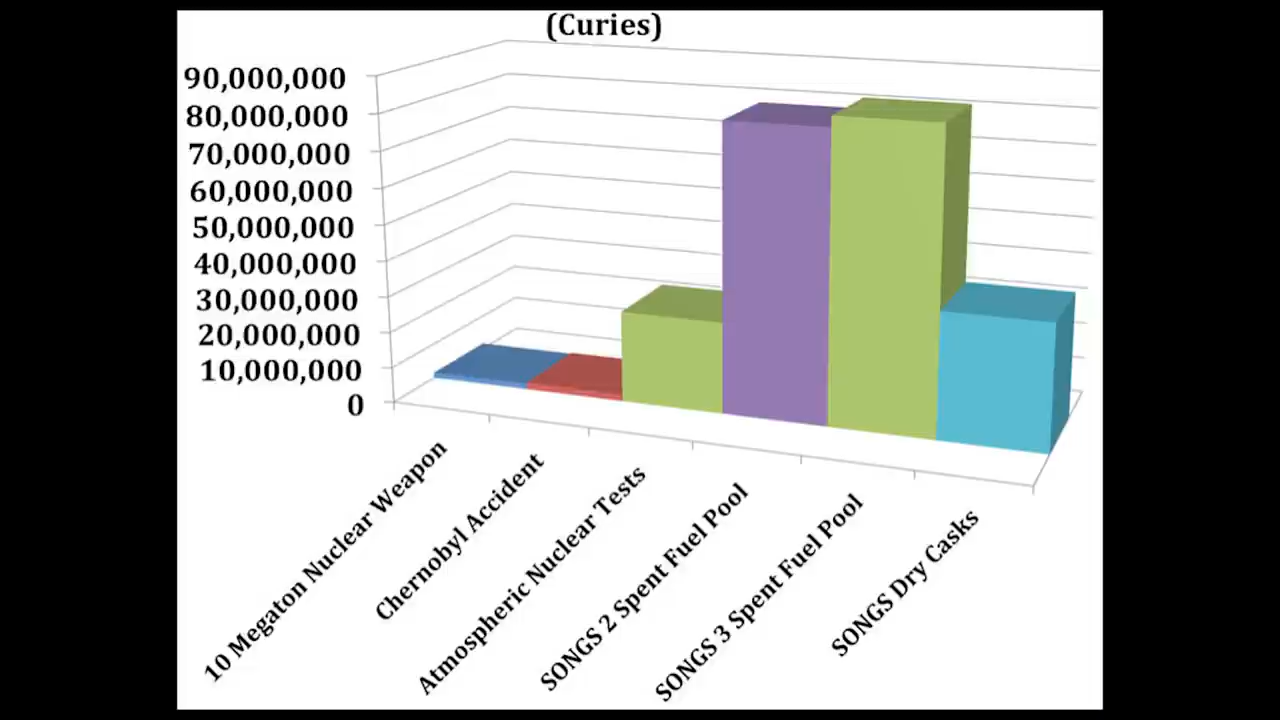 (Curies)
90,000,000
80,000,000
70,000,000
60,000,000
50,000,000
40,000,000
30,000,000
20,000,000
10,000,000
0
10 Megaton Nuclear Weapon
Chernobyl Accident
Atmospheric Nuclear Tests
SONGS 2 Spent Fuel Pool
SONGS 3 Spent Fuel Pool
SONGS Dry Casks